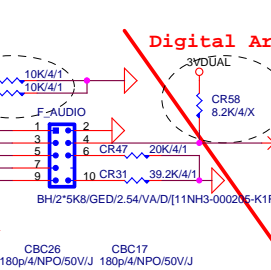 Digital Ar
3VDUAL
10K/4/1
10K/4/1
CR58
8.2K/4/X
F_AUDIO
1 2
3 4
5 6 CR47 20K/4/1
7
9 10 CR31 39.2K/4/1
BH/2*5K8/GED/2.54/VA/D/[11NH3-000205-K1F
CBC26 CBC17
180p/4/NPO/50V/J 180p/4/NPO/50V/J